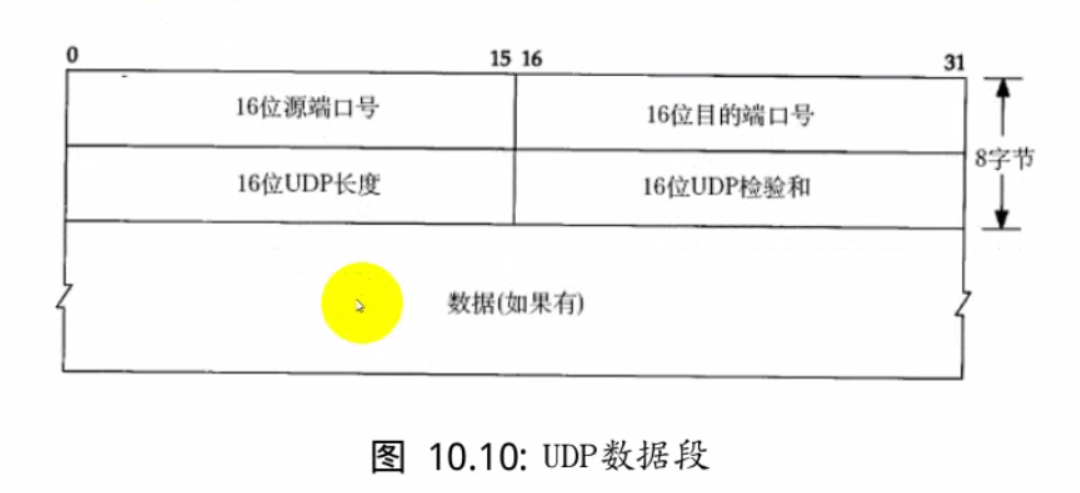 0 15 16 31
16位源端口号 16位目的端口号
8字节
16位UDP长度 16位UDP检验和
数据(如果有)
图 10.10: UDP数据段